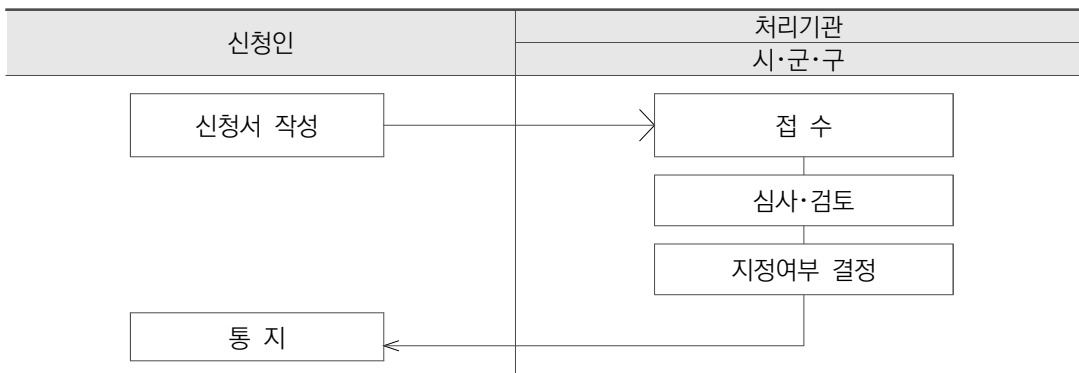 신청인
처리기관
시·군·구
신청서 작성
접 수
심사·검토
지정여부 결정
통 지